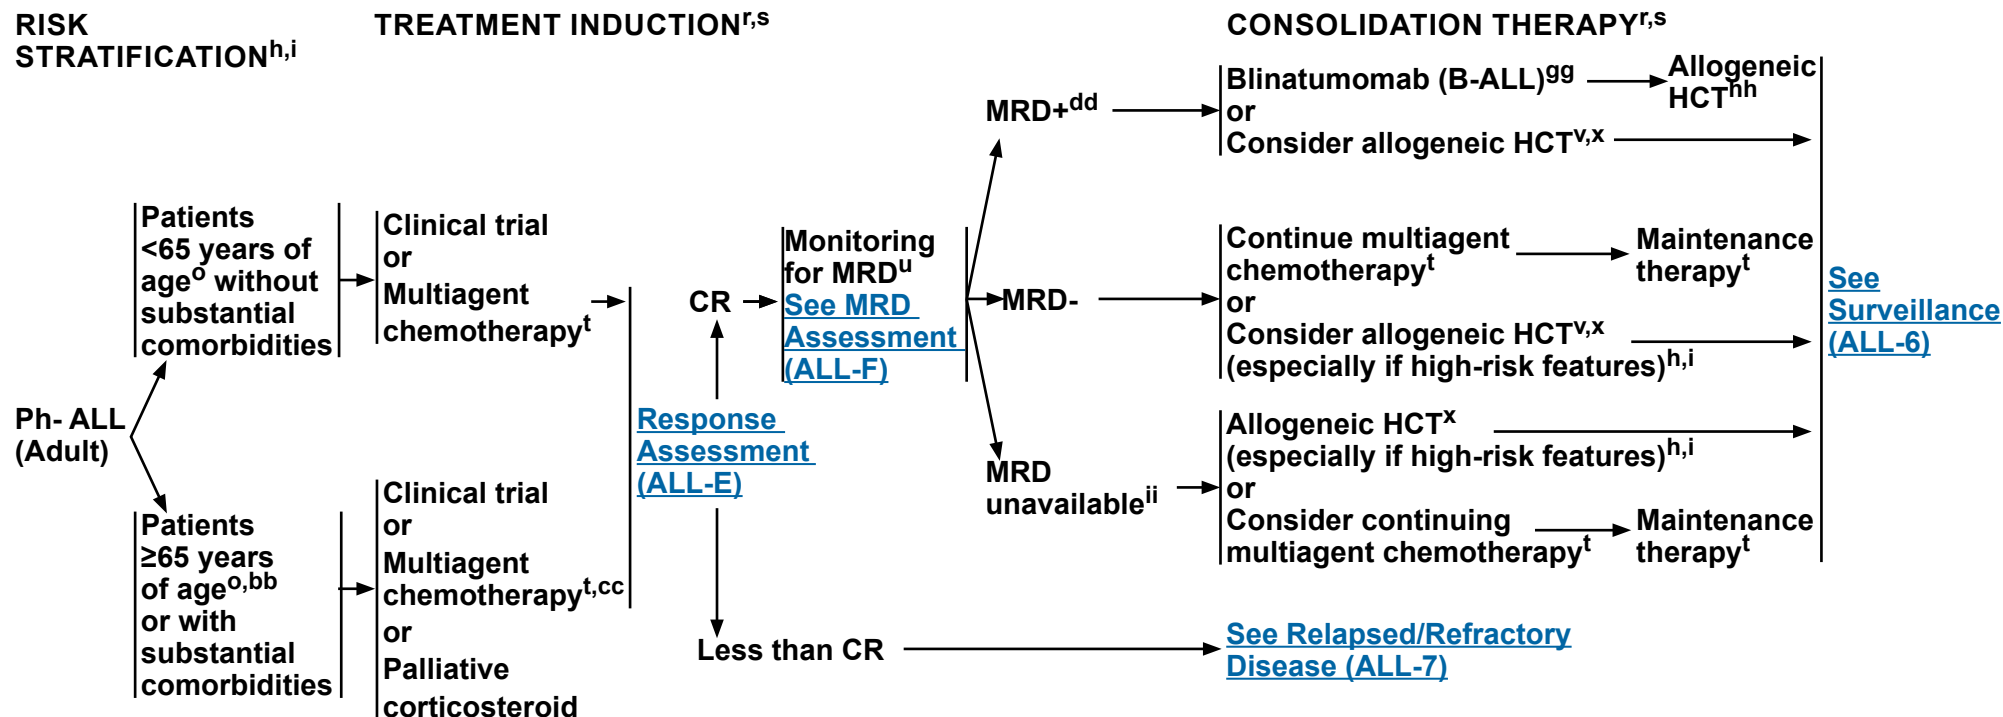 RISK
STRATIFICATIONh,i
TREATMENT INDUCTIONr,s
CONSOLIDATION THERAPYr,s
Ph- ALL
(Adult)
Patients
<65 years of
ageo without
substantial
comorbidities
Clinical trial
or
Multiagent
chemotherapyt
Patients
≥65 years
of ageo,bb
or with
substantial
comorbidities
Clinical trial
or
Multiagent
chemotherapyt,cc
or
Palliative
corticosteroid
Response
Assessment
(ALL-E)
CR
Less than CR
Monitoring
for MRDu
See MRD
Assessment
(ALL-F)
MRD+dd
Blinatumomab (B-ALL)gg
or
Consider allogeneic HCTv,x
Allogeneic
HCThh
MRD-
Continue multiagent
chemotherapyt
or
Consider allogeneic HCTv,x
(especially if high-risk features)h,i
Maintenance
therapyt
MRD
unavailableii
Allogeneic HCTx
(especially if high-risk features)h,i
or
Consider continuing
multiagent chemotherapyt
Maintenance
therapyt
See
Surveillance
(ALL-6)
See Relapsed/Refractory
Disease (ALL-7)